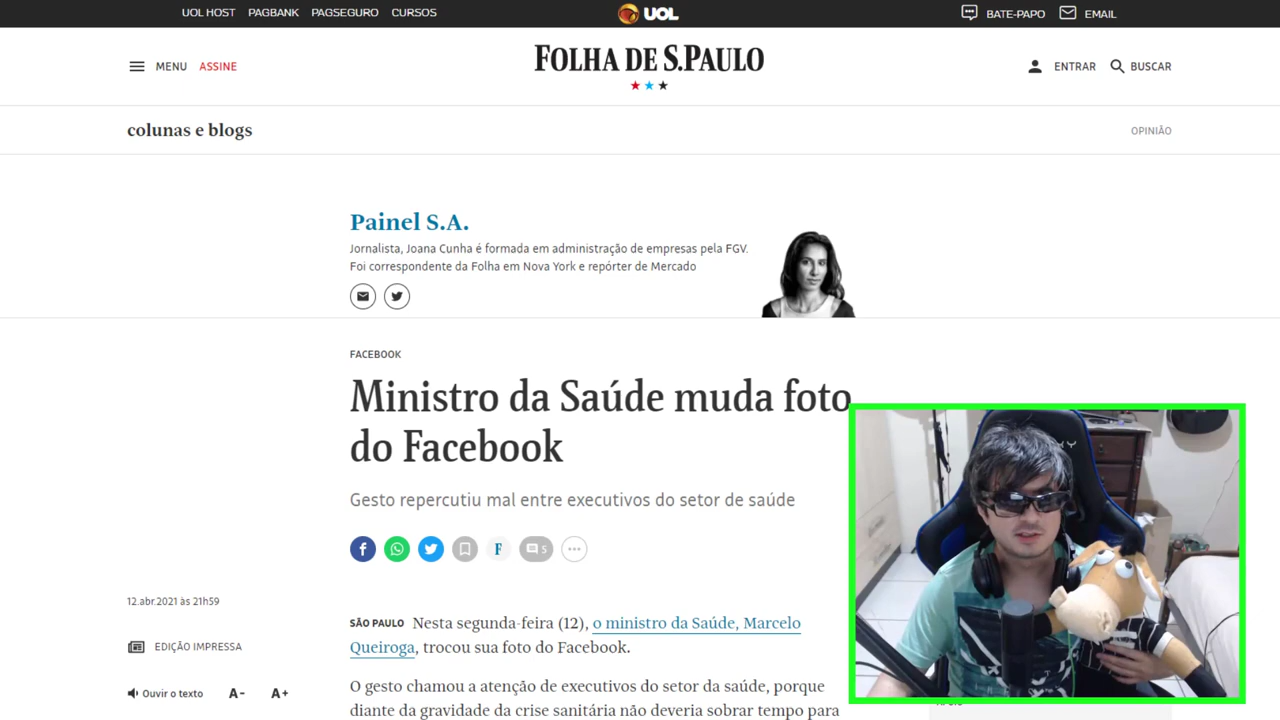 UOL HOST PAGBANK PAGSEGURO CURSOS UOL BATE-PAPO EMAIL
MENU ASSINE FOLHA DE S.PAULO ENTRAR BUSCAR
colunas e blogs OPINIÃO
Painel S.A.
Jornalista, Joana Cunha é formada em administração de empresas pela FGV.
Foi correspondente da Folha em Nova York e repórter de Mercado
FACEBOOK
Ministro da Saúde muda foto
do Facebook
Gesto repercutiu mal entre executivos do setor de saúde
F 5
12.abr.2021 às 21h59
SÃO PAULO Nesta segunda-feira (12), o ministro da Saúde, Marcelo
Queiroga, trocou sua foto do Facebook.
EDIÇÃO IMPRESSA
Ouvir o texto A- A+
O gesto chamou a atenção de executivos do setor da saúde, porque
diante da gravidade da crise sanitária não deveria sobrar tempo para